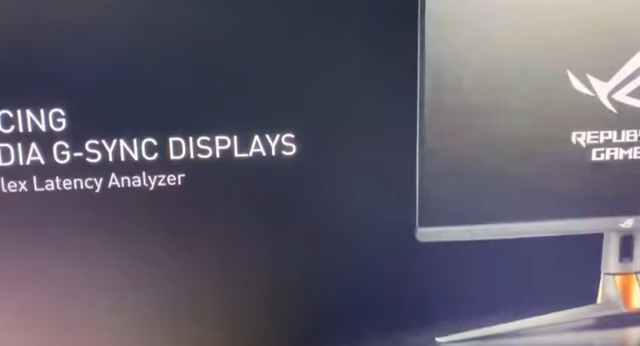 CING
DIA G-SYNC DISPLAYS
lex Latency Analyzer
REPUB
GAME